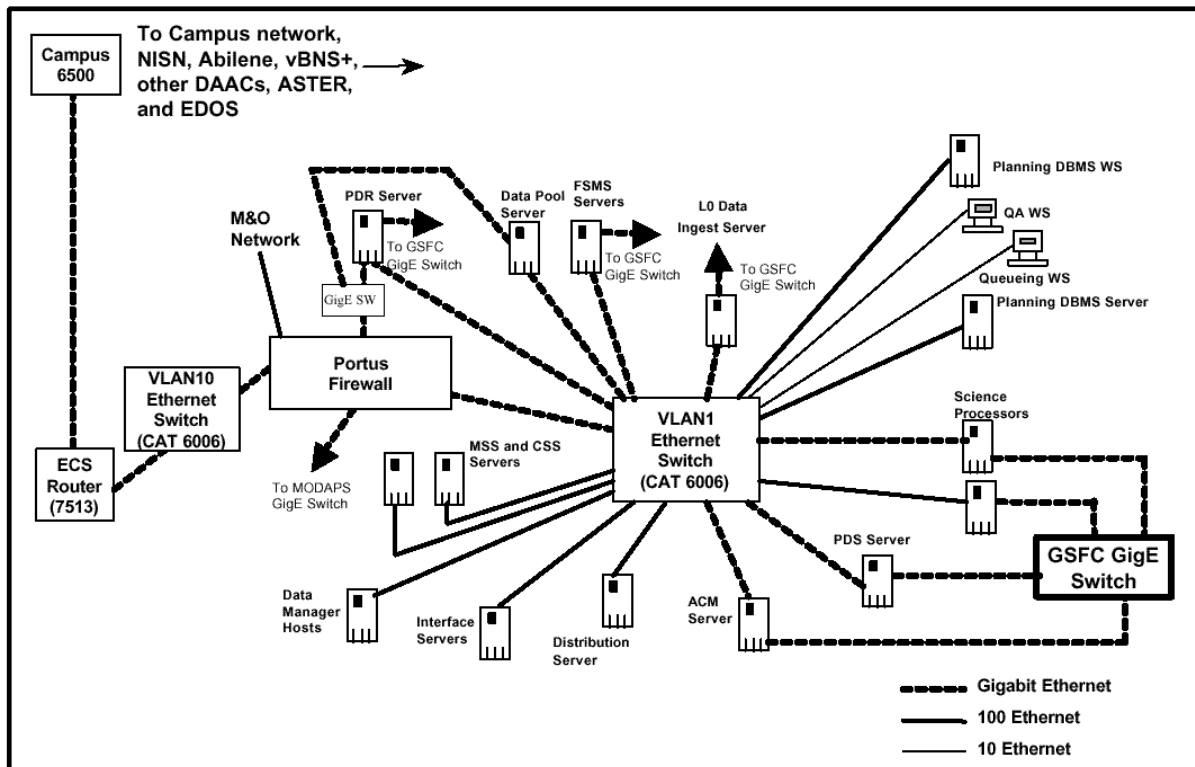 Campus
6500
To Campus network,
NISN, Abilene, vBNS+,
other DAACs, ASTER,
and EDOS
Planning DBMS WS
PDR Server
Data Pool
Server
FSMS
Servers
L0 Data
Ingest Server
QA WS
M&O
Network
To GSFC
GigE Switch
To GSFC
GigE Switch
To GSFC
GigE Switch
Queueing WS
GigE SW
Planning DBMS Server
Portus
Firewall
VLAN10
Ethernet
Switch
(CAT 6006)
VLAN1
Ethernet
Switch
(CAT 6006)
Science
Processors
ECS
Router
(7513)
To MODAPS
GigE Switch
MSS and CSS
Servers
PDS Server
GSFC GigE
Switch
Data
Manager
Hosts
Interface
Servers
Distribution
Server
ACM
Server
Gigabit Ethernet
100 Ethernet
10 Ethernet